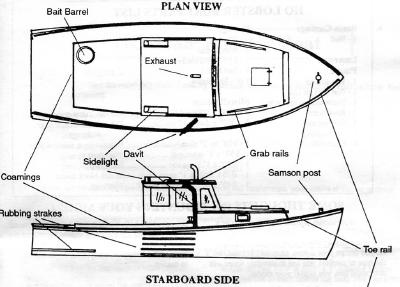 PLAN VIEW
Bait Barrel
Exhaust
Davit
Sidelight
Grab rails
Samson post
Coamings
Rubbing strakes
Toe rail
STARBOARD SIDE